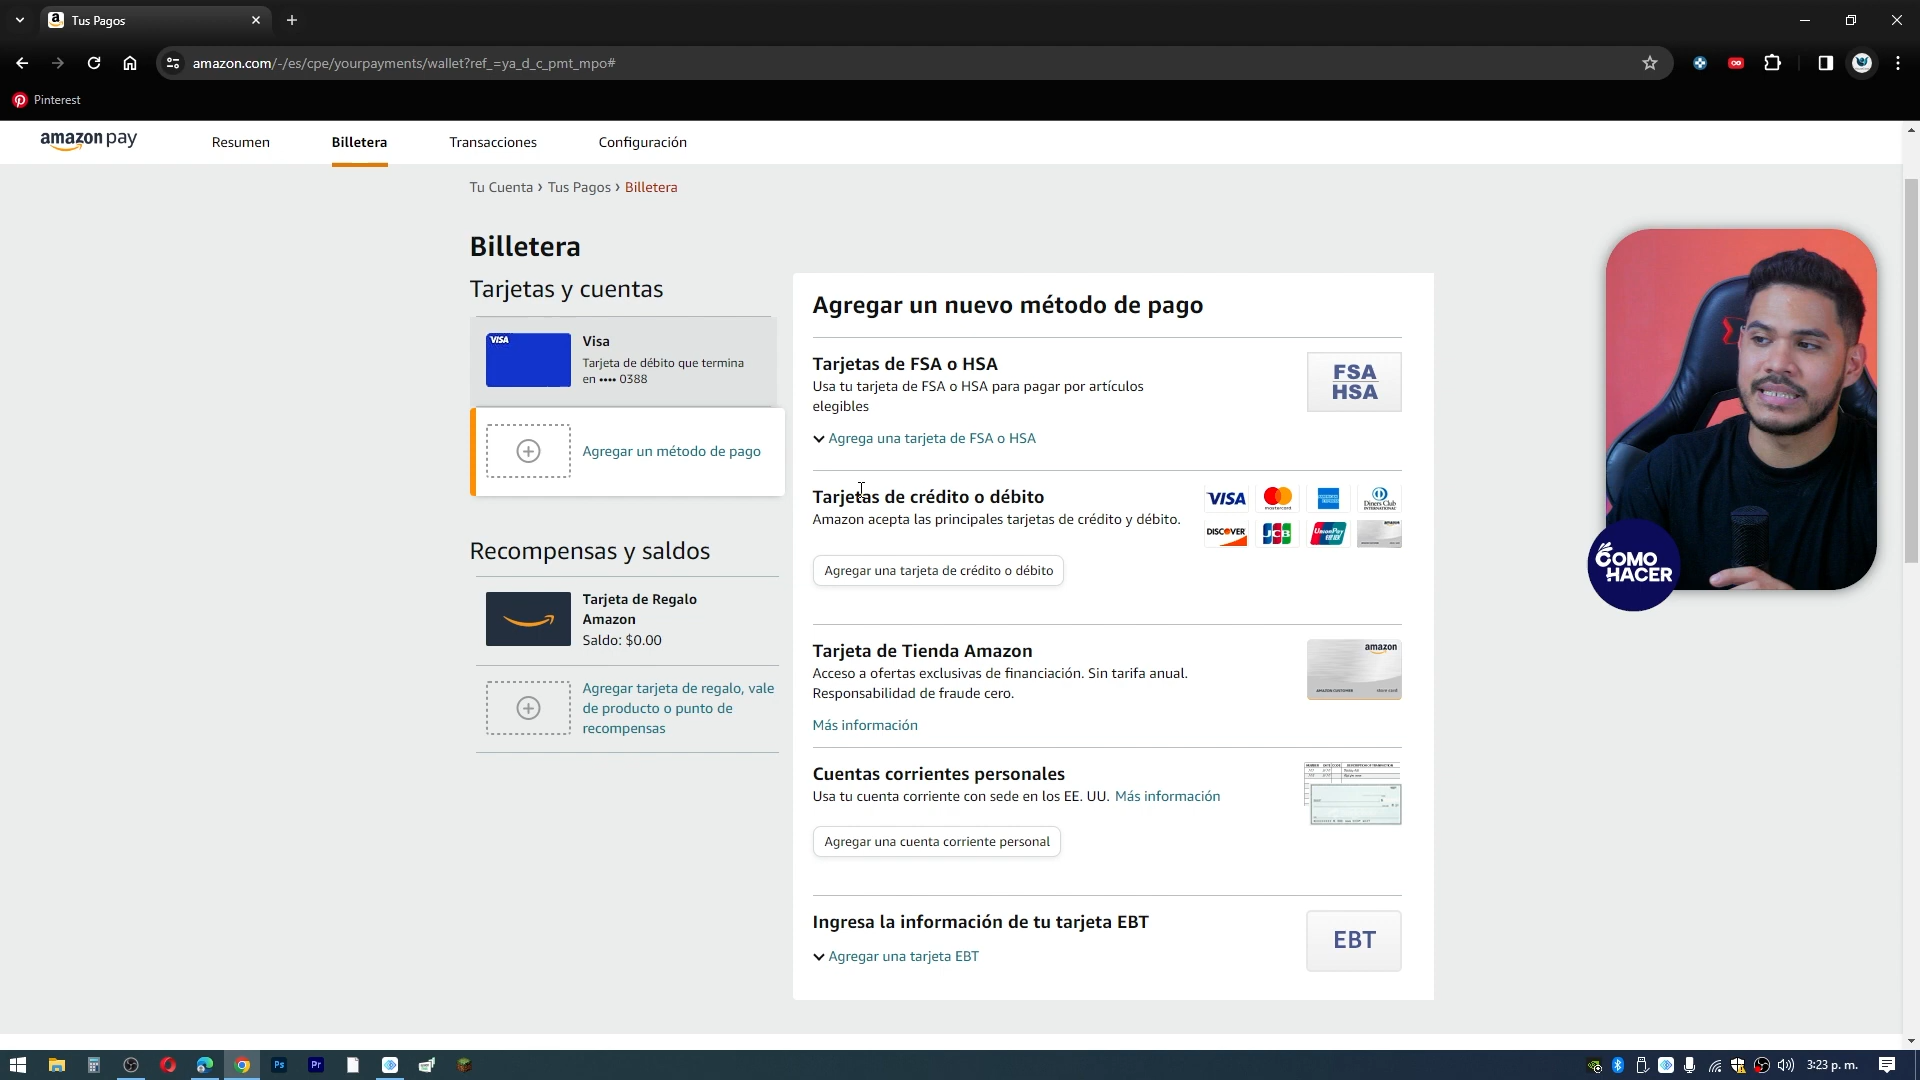 Tus Pagos
amazon.com/-/es/cpe/yourpayments/wallet?ref_=ya_d_c_pmt_mpo#
Pinterest
amazon pay
Resumen
Billetera
Transacciones
Configuración
Tu Cuenta › Tus Pagos › Billetera
Billetera
Tarjetas y cuentas
VISA
Visa
Tarjeta de débito que termina
en •••• 0388
Agregar un método de pago
Recompensas y saldos
Tarjeta de Regalo
Amazon
Saldo: $0.00
Agregar tarjeta de regalo, vale
de producto o punto de
recompensas
Agregar un nuevo método de pago
Tarjetas de FSA o HSA
Usa tu tarjeta de FSA o HSA para pagar por artículos
elegibles
Agrega una tarjeta de FSA o HSA
FSA
HSA
Tarjetas de crédito o débito
Amazon acepta las principales tarjetas de crédito y débito.
VISA
mastercard
Diners Club
INTERNATIONAL
DISCOVER
JCB
UnionPay
Agregar una tarjeta de crédito o débito
Tarjeta de Tienda Amazon
Acceso a ofertas exclusivas de financiación. Sin tarifa anual.
Responsabilidad de fraude cero.
amazon
Más información
Cuentas corrientes personales
Usa tu cuenta corriente con sede en los EE. UU. Más información
Agregar una cuenta corriente personal
Ingresa la información de tu tarjeta EBT
Agregar una tarjeta EBT
EBT
COMO
HACER
Ps
Pr
3:23 p. m.